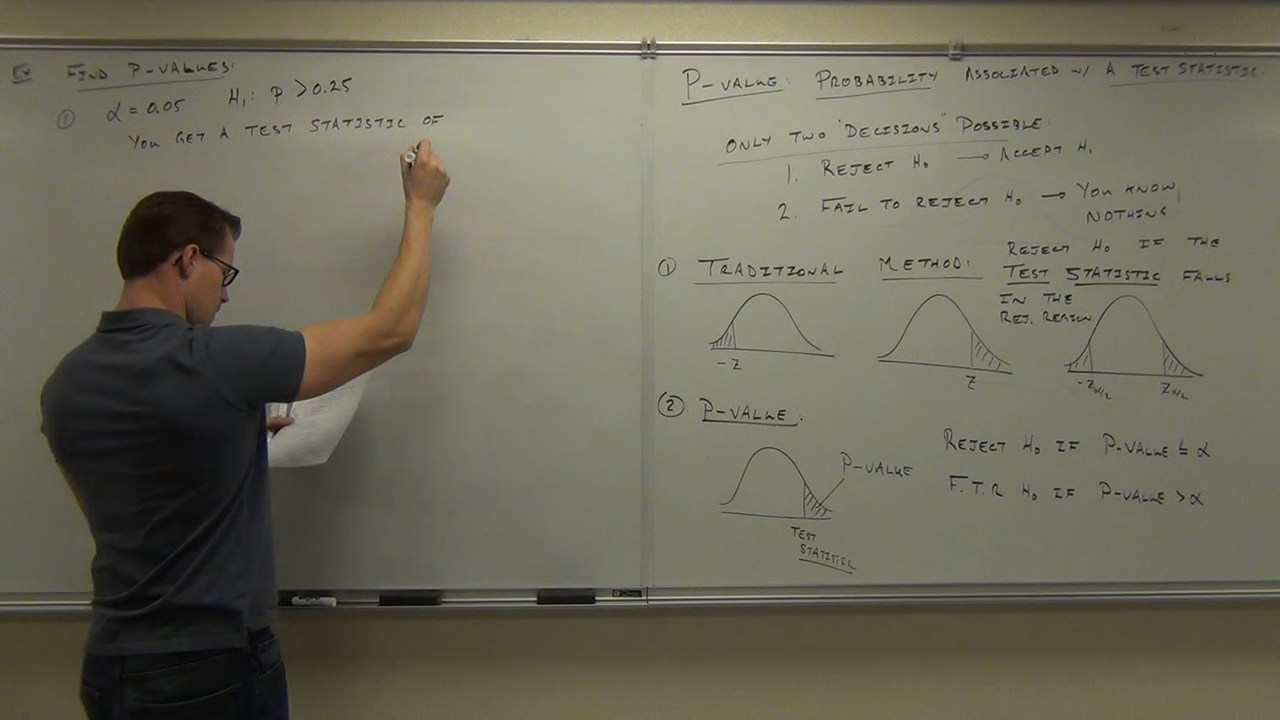 Ex FIND P-VALUES:
① α = 0.05 H₁: P > 0.25
YOU GET A TEST STATISTIC OF
P-VALUE: PROBABILITY ASSOCIATED W/ A TEST STATISTIC.
ONLY TWO "DECISIONS" POSSIBLE:
1. REJECT H₀ → ACCEPT H₁
2. FAIL TO REJECT H₀ → YOU KNOW
NOTHING!
① TRADITIONAL METHOD:
REJECT H₀ IF THE
TEST STATISTIC FALLS
IN THE
REJ. REGION.
-Z
Z
-Zα/2
Zα/2
② P-VALUE:
P-VALUE
TEST
STATISTIC
REJECT H₀ IF P-VALUE ≤ α
F.T.R H₀ IF P-VALUE > α